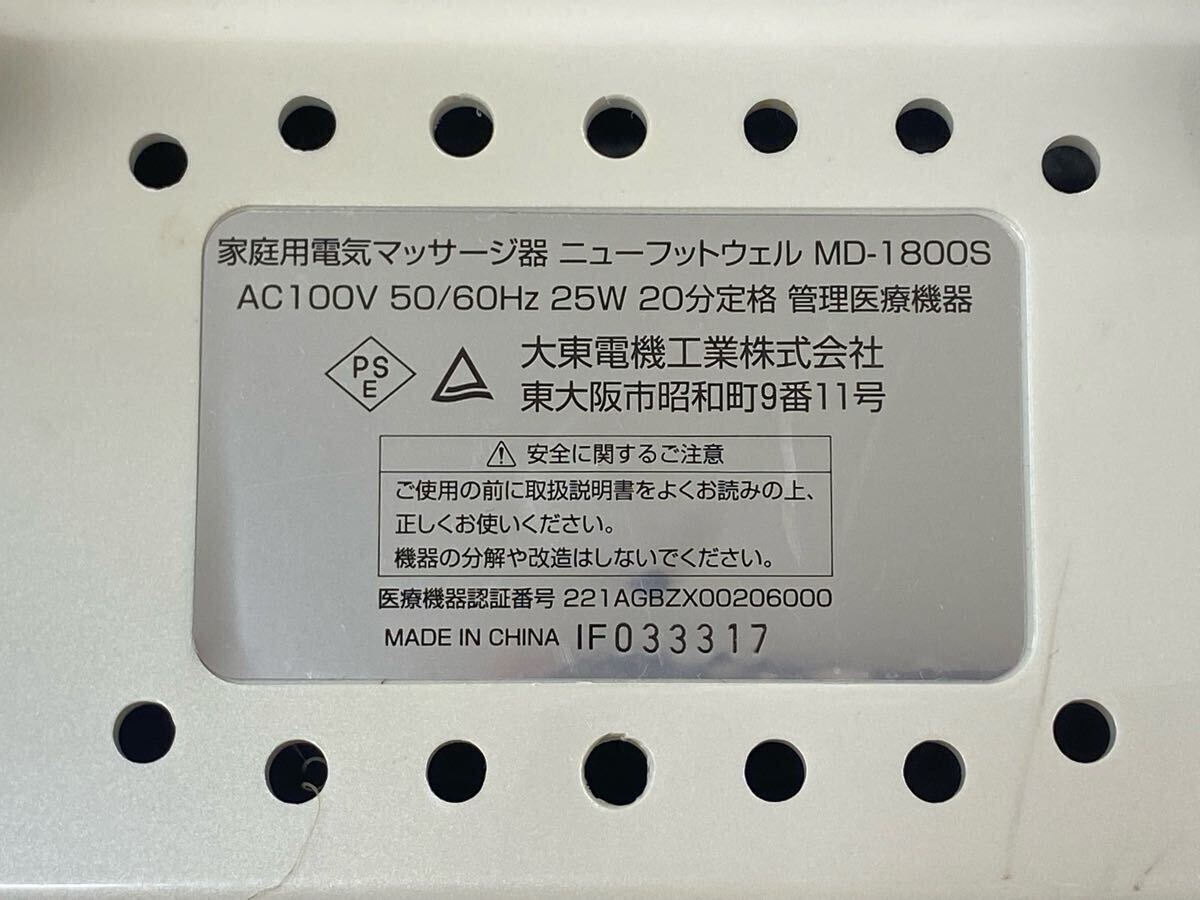 家庭用電気マッサージ器 ニューフットウェル MD-1800S
AC100V 50/60Hz 25W 20分定格 管理医療機器
PS
E
大東電機工業株式会社
東大阪市昭和町9番11号
安全に関するご注意
ご使用の前に取扱説明書をよくお読みの上、
正しくお使いください。
機器の分解や改造はしないでください。
医療機器認証番号 221AGBZX00206000
MADE IN CHINA IF033317